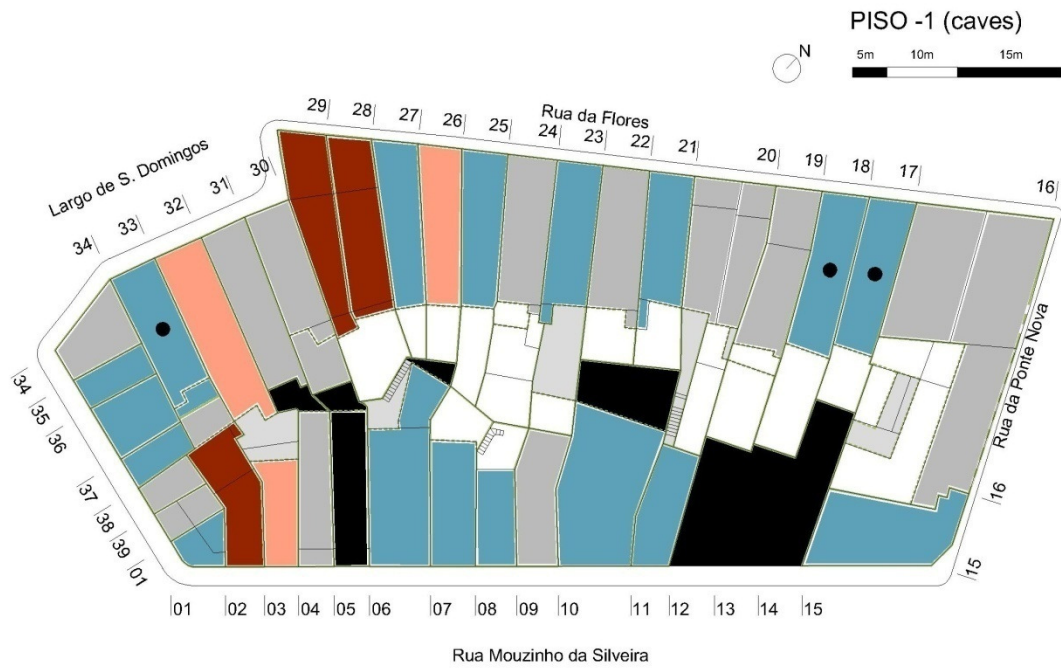 PISO -1 (caves)
N
5m 10m 15m
29 28 27 26 25 24 23 22 21 20 19 18 17 16
Rua da Flores
Largo de S. Domingos
34 33 32 31 30
34 35 36 37 38 39 01
Rua da Ponte Nova
16
15
01 02 03 04 05 06 07 08 09 10 11 12 13 14 15
Rua Mouzinho da Silveira